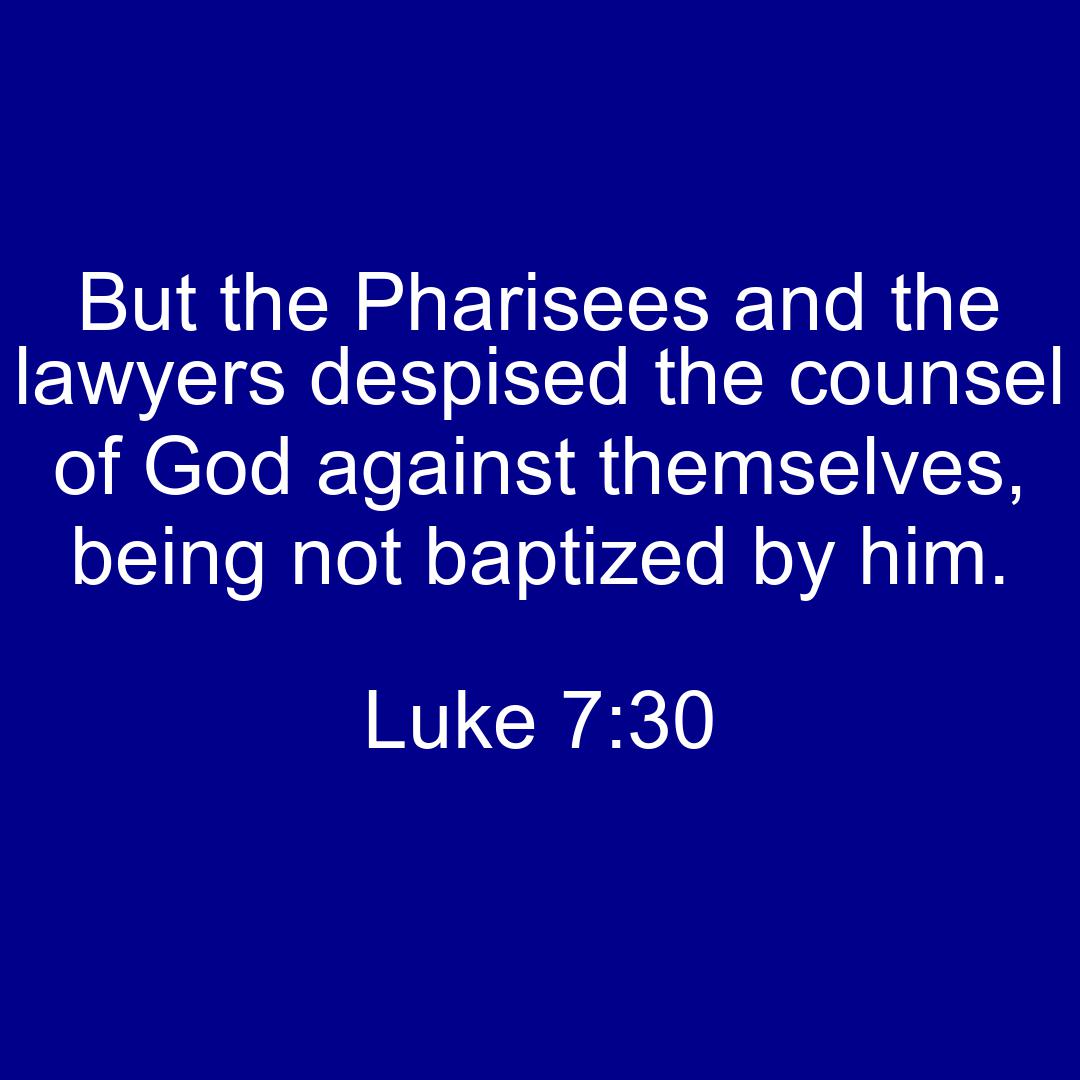 But the Pharisees and the
lawyers despised the counsel
of God against themselves,
being not baptized by him.
Luke 7:30